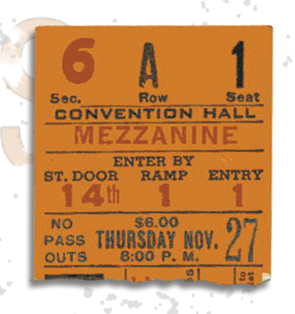 6 A 1
Sec. Row Seat
CONVENTION HALL
MEZZANINE
ENTER BY
ST. DOOR RAMP ENTRY
14th 1 1
NO PASS OUTS
$6.00
THURSDAY NOV. 27
8:00 P. M.